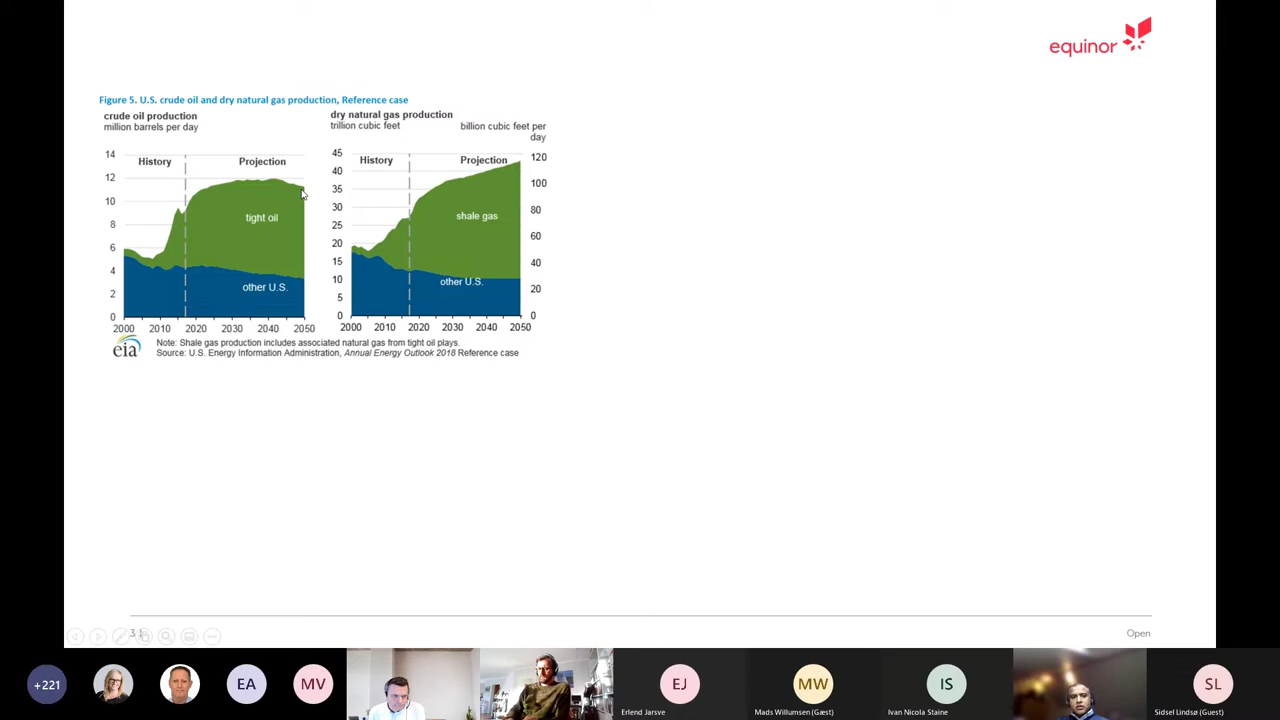 equinor
Figure 5. U.S. crude oil and dry natural gas production, Reference case
crude oil production
million barrels per day
14
12
10
8
6
4
2
0
History
Projection
tight oil
other U.S.
2000 2010 2020 2030 2040 2050
dry natural gas production
trillion cubic feet
billion cubic feet per
day
45
40
35
30
25
20
15
10
5
0
History
Projection
shale gas
other U.S.
120
100
80
60
40
20
0
2000 2010 2020 2030 2040 2050
eia
Note: Shale gas production includes associated natural gas from tight oil plays.
Source: U.S. Energy Information Administration, Annual Energy Outlook 2018 Reference case
3 |
Open
+221
EA
MV
EJ
Erlend Jarsve
MW
Mads Willumsen (Gæst)
IS
Ivan Nicola Staine
SL
Sidsel Lindsø (Guest)